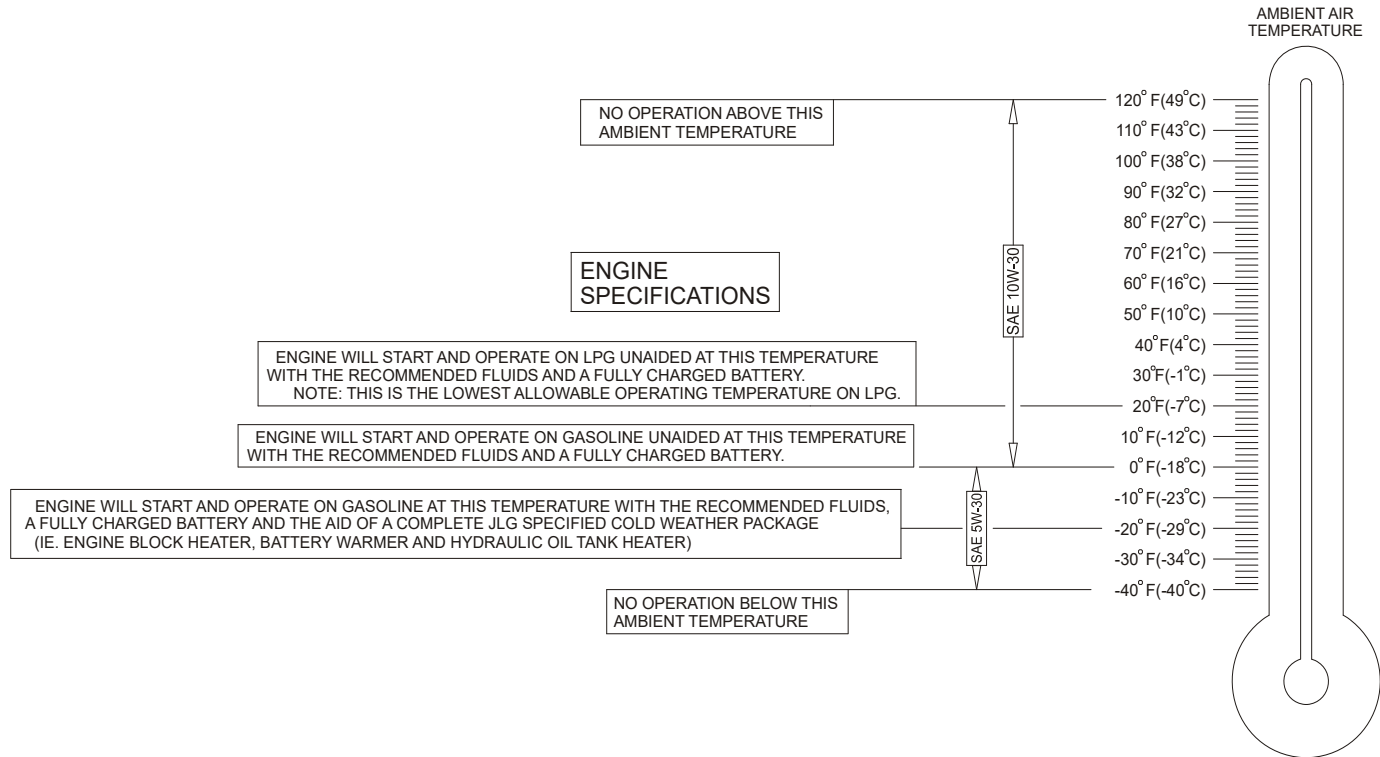 AMBIENT AIR
TEMPERATURE
NO OPERATION ABOVE THIS
AMBIENT TEMPERATURE
120° F(49°C)
110° F(43°C)
100° F(38°C)
90° F(32°C)
80° F(27°C)
70° F(21°C)
60° F(16°C)
50° F(10°C)
40°F(4°C)
30°F(-1°C)
20°F(-7°C)
10° F(-12°C)
0° F(-18°C)
-10° F(-23°C)
-20° F(-29°C)
-30° F(-34°C)
-40° F(-40°C)
SAE 10W-30
ENGINE
SPECIFICATIONS
ENGINE WILL START AND OPERATE ON LPG UNAIDED AT THIS TEMPERATURE
WITH THE RECOMMENDED FLUIDS AND A FULLY CHARGED BATTERY.
NOTE: THIS IS THE LOWEST ALLOWABLE OPERATING TEMPERATURE ON LPG.
ENGINE WILL START AND OPERATE ON GASOLINE UNAIDED AT THIS TEMPERATURE
WITH THE RECOMMENDED FLUIDS AND A FULLY CHARGED BATTERY.
SAE 5W-30
ENGINE WILL START AND OPERATE ON GASOLINE AT THIS TEMPERATURE WITH THE RECOMMENDED FLUIDS,
A FULLY CHARGED BATTERY AND THE AID OF A COMPLETE JLG SPECIFIED COLD WEATHER PACKAGE
(IE. ENGINE BLOCK HEATER, BATTERY WARMER AND HYDRAULIC OIL TANK HEATER)
NO OPERATION BELOW THIS
AMBIENT TEMPERATURE